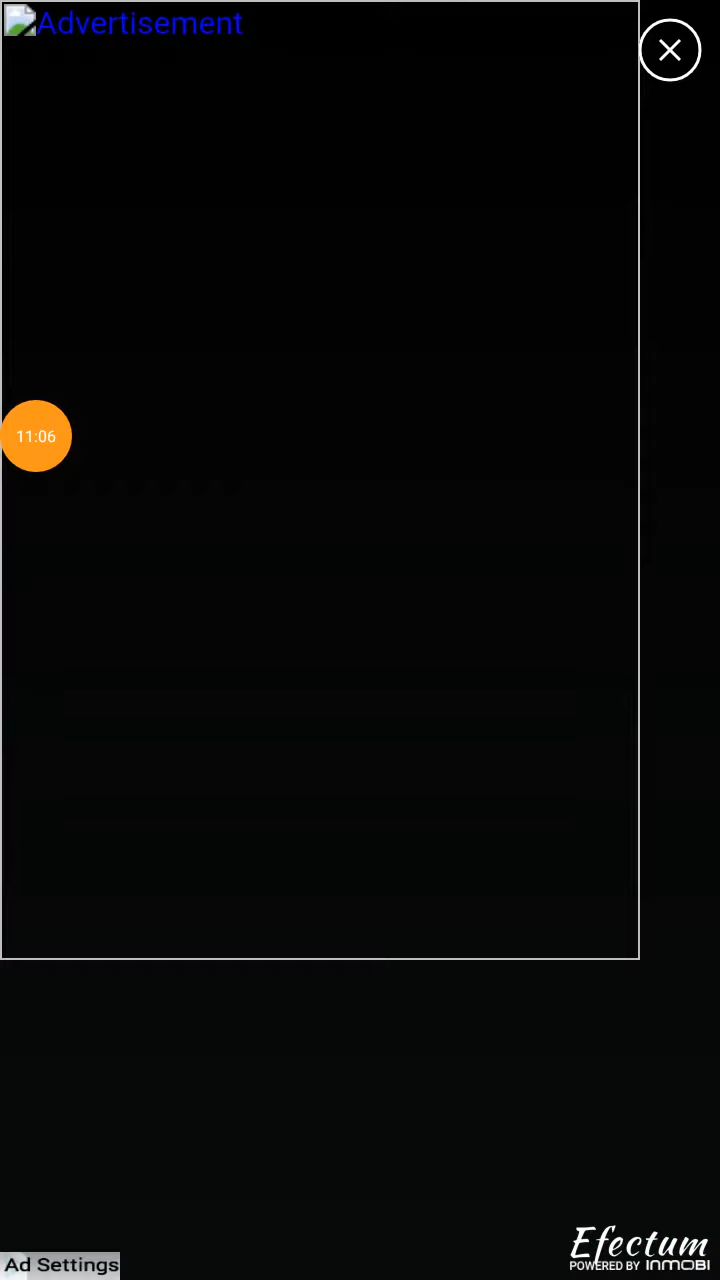 Advertisement
11:06
Efectum
POWERED BY INMOBI
Ad Settings